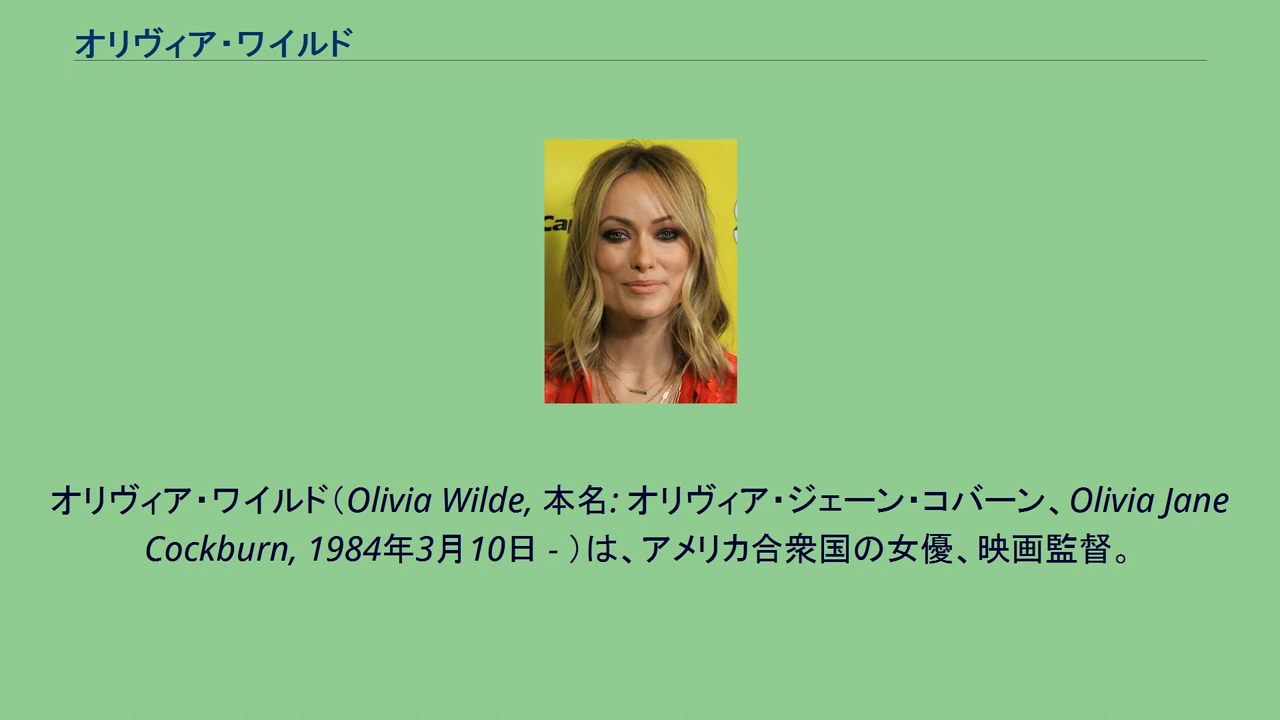 オリヴィア・ワイルド
Cap
オリヴィア・ワイルド（Olivia Wilde, 本名: オリヴィア・ジェーン・コバーン、Olivia Jane
Cockburn, 1984年3月10日 - ）は、アメリカ合衆国の女優、映画監督。